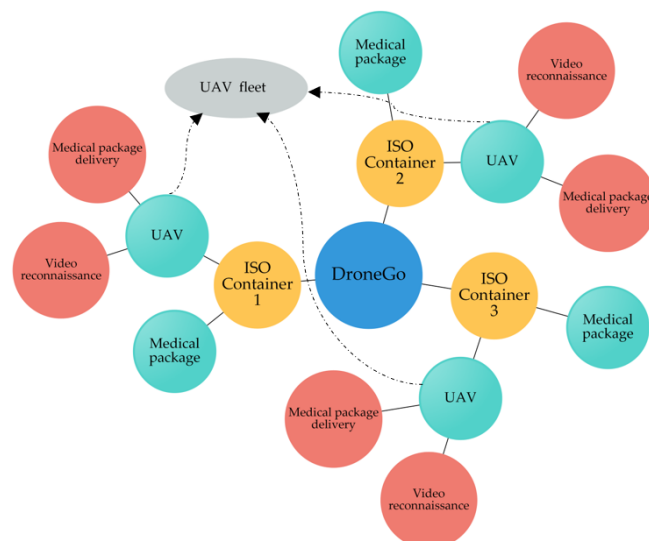 Medical
package
Video
reconnaissance
UAV fleet
ISO
Container
2
UAV
Medical package
delivery
Medical package
delivery
UAV
Video
reconnaissance
ISO
Container
1
DroneGo
ISO
Container
3
Medical
package
Medical
package
UAV
Medical package
delivery
Video
reconnaissance